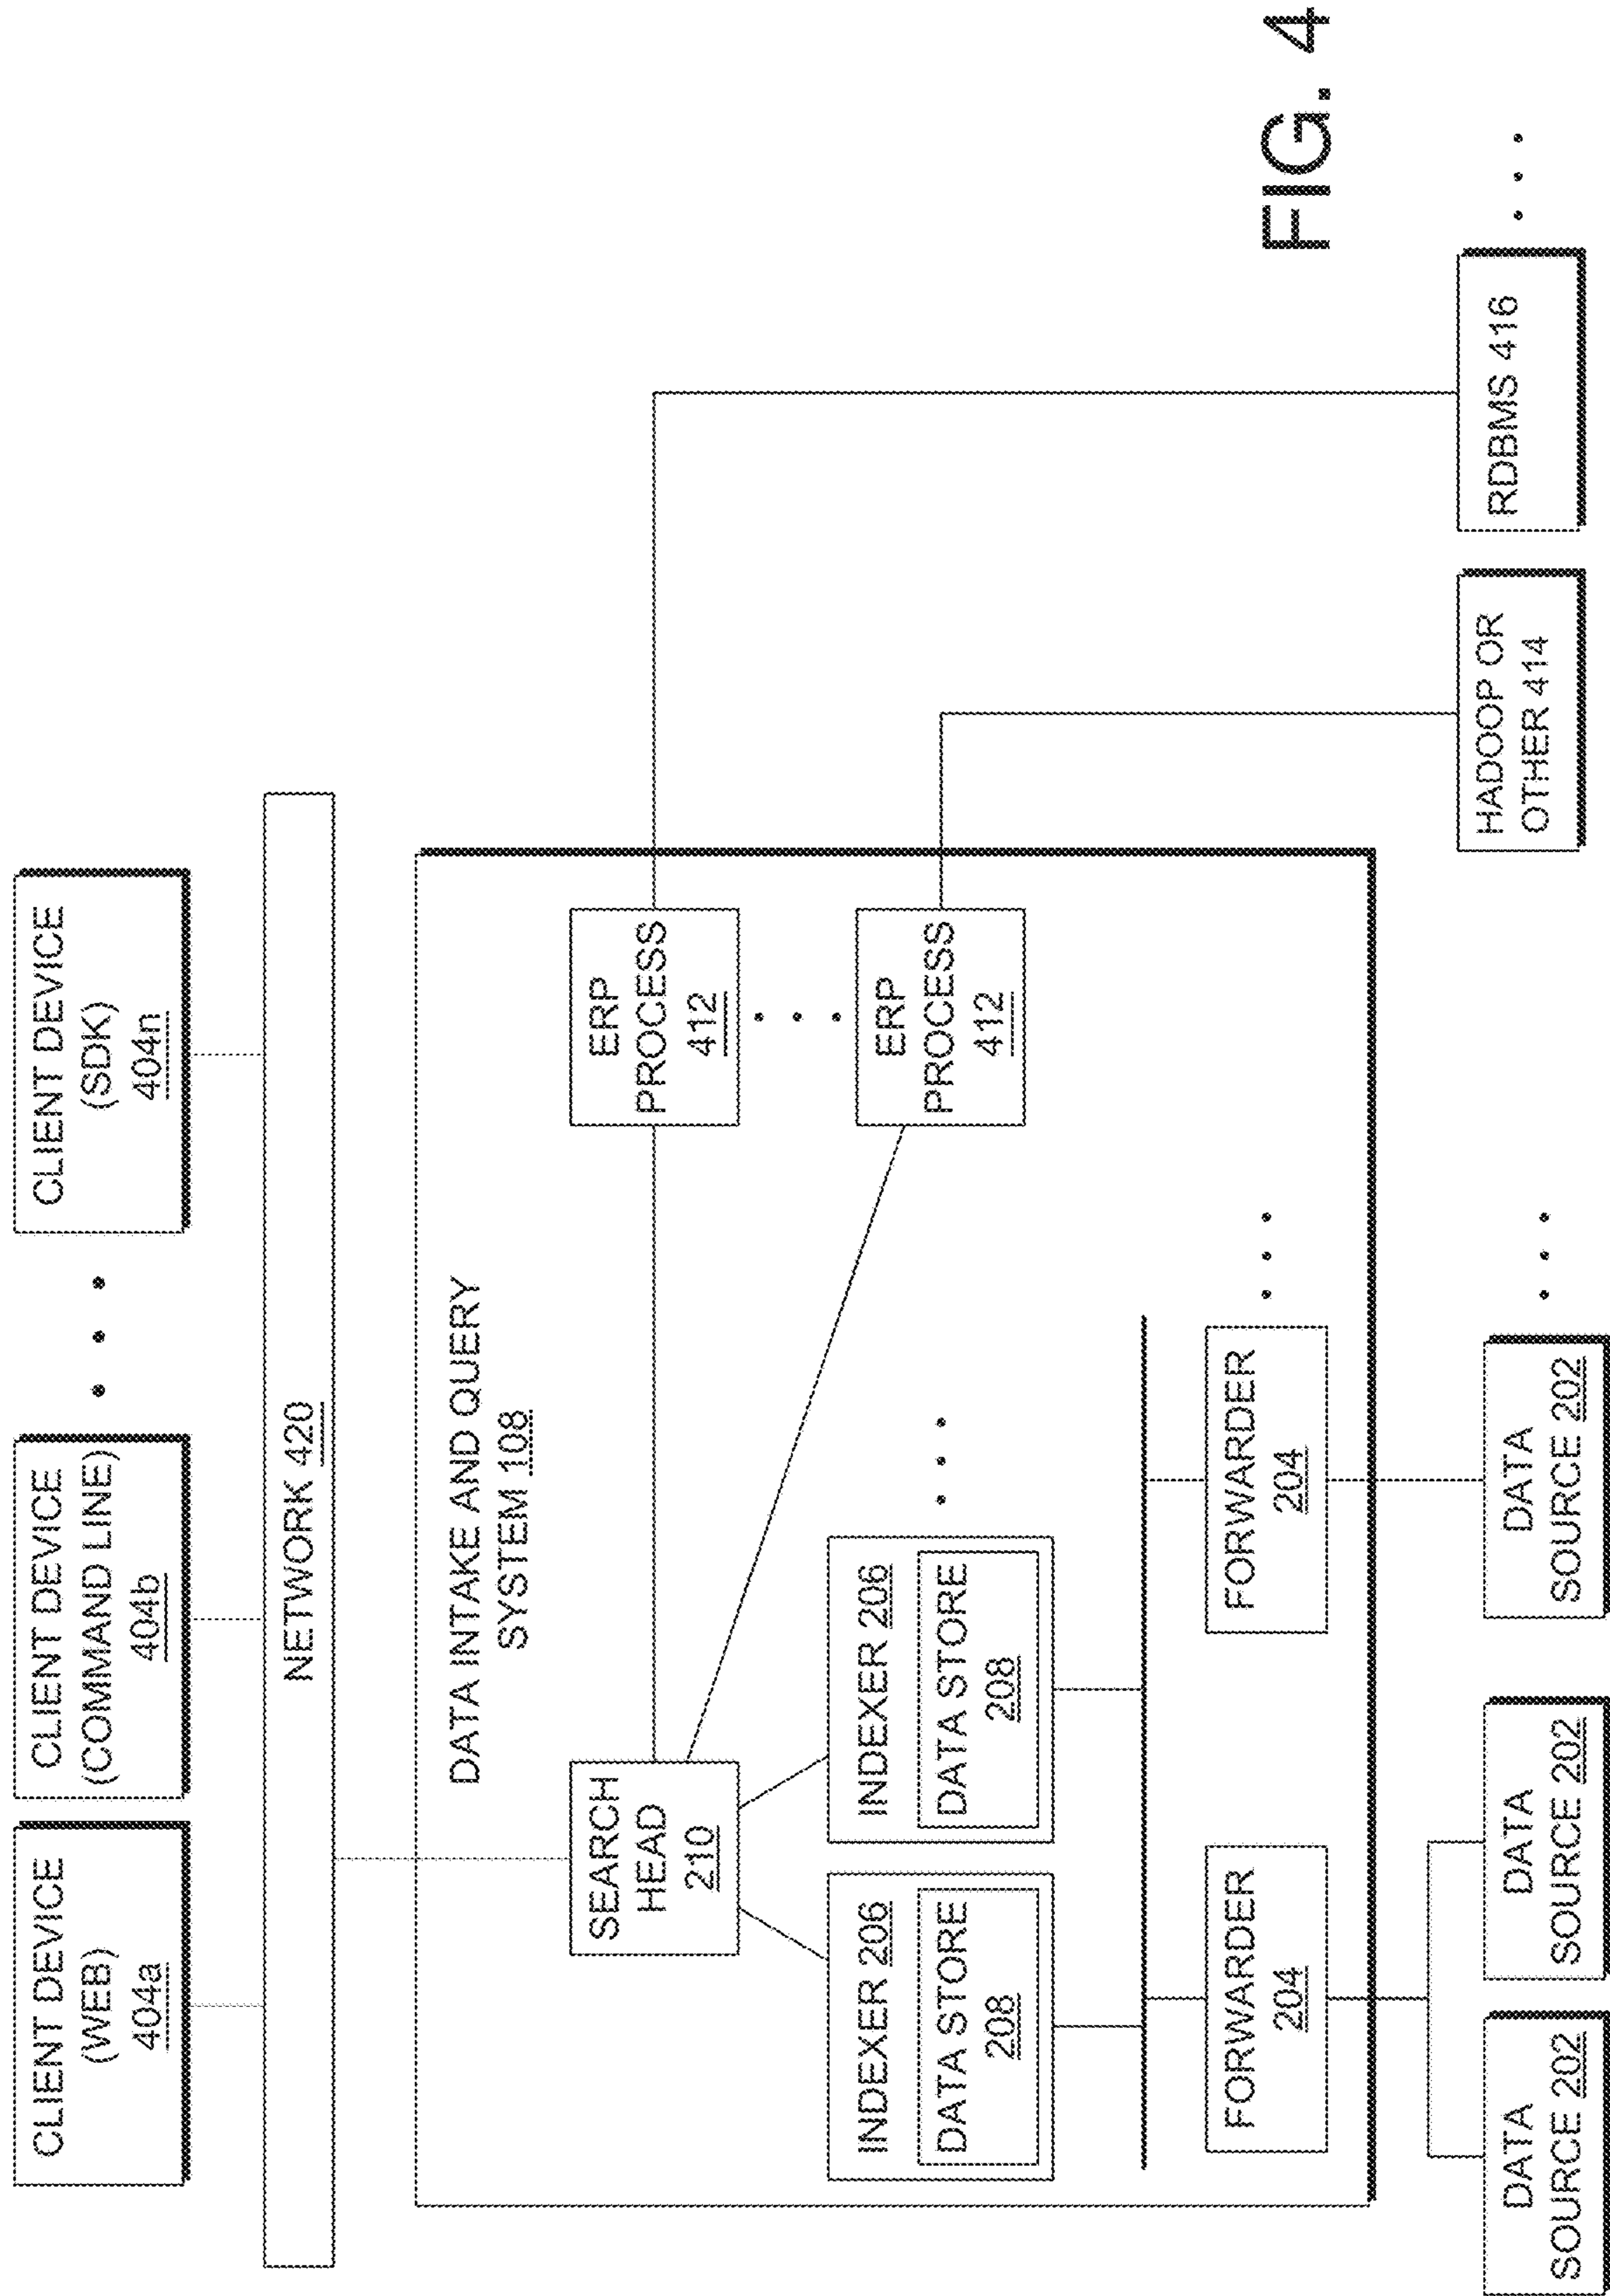 CLIENT DEVICE
(WEB)
404a
CLIENT DEVICE
(COMMAND LINE)
404b
CLIENT DEVICE
(SDK)
404n
NETWORK 420
DATA INTAKE AND QUERY
SYSTEM 108
SEARCH
HEAD
210
ERP
PROCESS
412
INDEXER 206
DATA STORE
208
INDEXER 206
DATA STORE
208
ERP
PROCESS
412
FORWARDER
204
FORWARDER
204
DATA
SOURCE 202
DATA
SOURCE 202
DATA
SOURCE 202
HADOOP OR
OTHER 414
RDBMS 416
FIG. 4